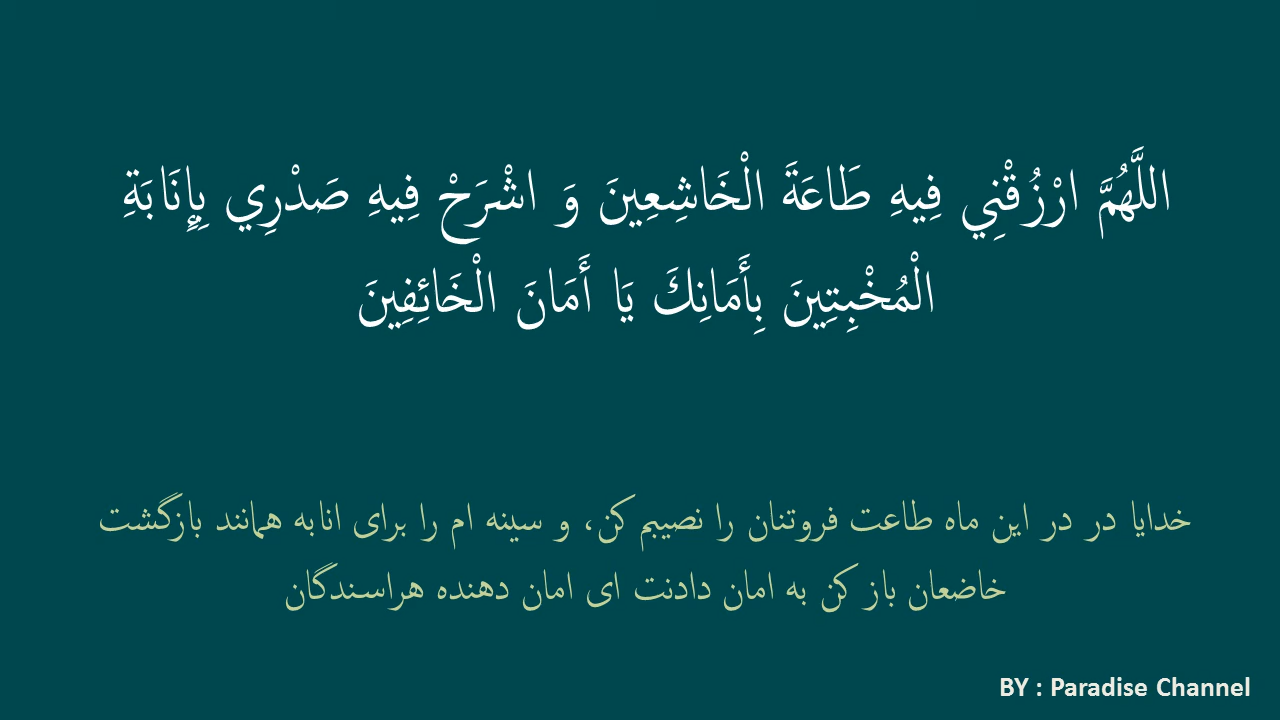 اللَّهُمَّ ارْزُقْنِي فِيهِ طَاعَةَ الْخَاشِعِينَ وَ اشْرَحْ فِيهِ صَدْرِي بِإِنَابَةِ
الْمُخْبِتِينَ بِأَمَانِكَ يَا أَمَانَ الْخَائِفِينَ
خدایا در در این ماه طاعت فروتنان را نصیبم کن، و سینه ام را برای انابه همانند بازگشت
خاضعان باز کن به امان دادنت ای امان دهنده هراسندگان
BY : Paradise Channel